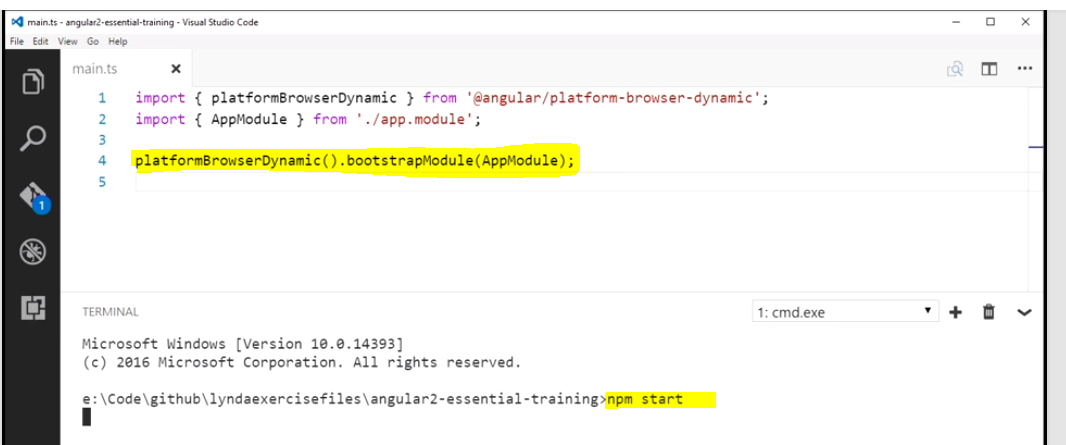 main.ts - angular2-essential-training - Visual Studio Code
File Edit View Go Help
main.ts
1 import { platformBrowserDynamic } from '@angular/platform-browser-dynamic';
2 import { AppModule } from './app.module';
3
4 platformBrowserDynamic().bootstrapModule(AppModule);
5
1
TERMINAL
1: cmd.exe
Microsoft Windows [Version 10.0.14393]
(c) 2016 Microsoft Corporation. All rights reserved.
e:\Code\github\lyndaexercisefiles\angular2-essential-training>npm start